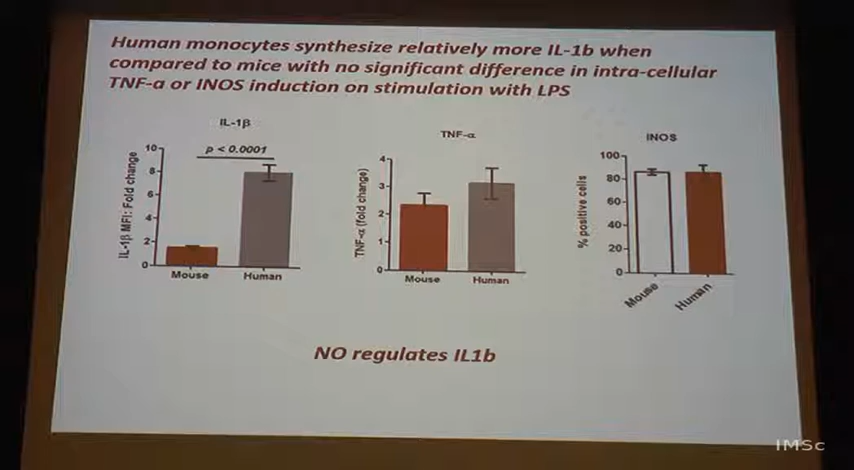 Human monocytes synthesize relatively more IL-1b when
compared to mice with no significant difference in intra-cellular
TNF-α or INOS induction on stimulation with LPS
IL-1β
p < 0.0001
IL-1β MFI: Fold change
10
8
6
4
2
0
Mouse
Human
TNF-α
TNF-α (fold change)
4
3
2
1
0
Mouse
Human
INOS
% positive cells
100
80
60
40
20
0
Mouse
Human
NO regulates IL1b
IMSc